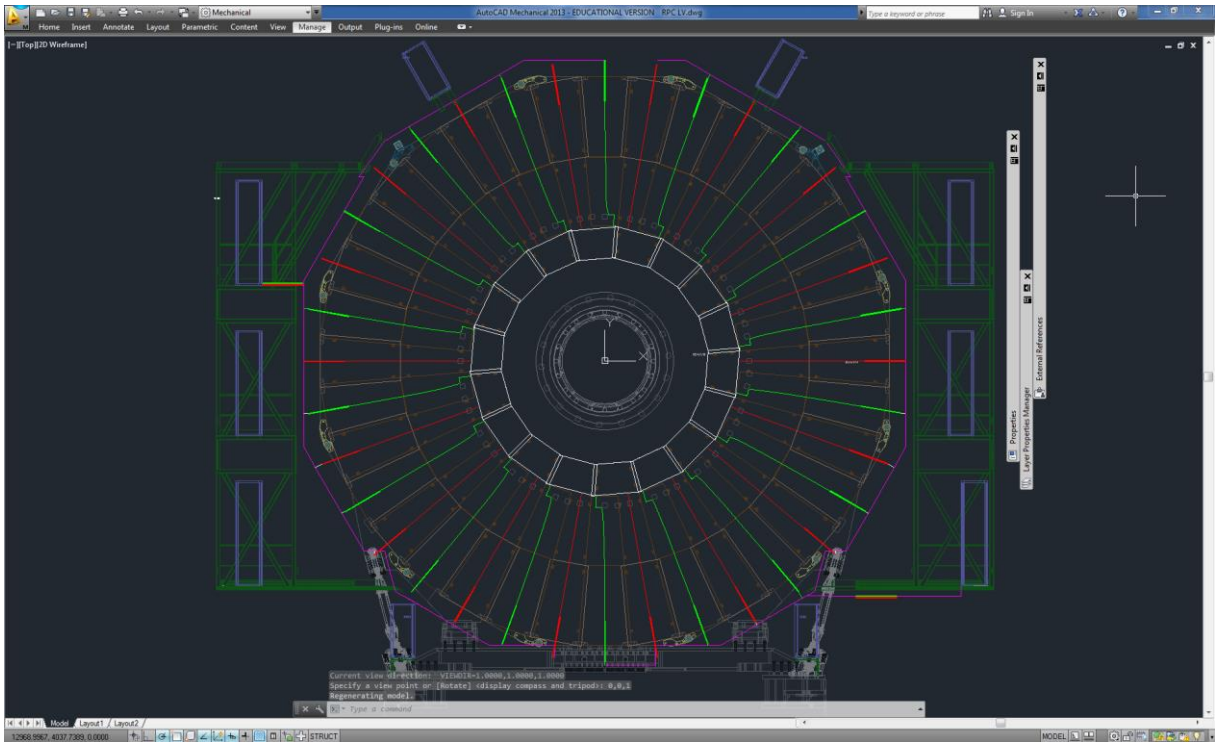 Mechanical
AutoCAD Mechanical 2013 - EDUCATIONAL VERSION RPC LV.dwg
Type a keyword or phrase
Sign In
Home Insert Annotate Layout Parametric Content View Manage Output Plug-ins Express Online
[−][Top][2D Wireframe]
Y
X
Properties
Layer Properties Manager
External References
Current view direction: VIEWDIR=1.0000,1.0000,1.0000
Specify a view point or [Rotate] <display compass and tripod>: 0,0,1
Regenerating model.
Type a command
Model Layout1 Layout2
12968.9967, 4037.7389, 0.0000
STRUCT
MODEL